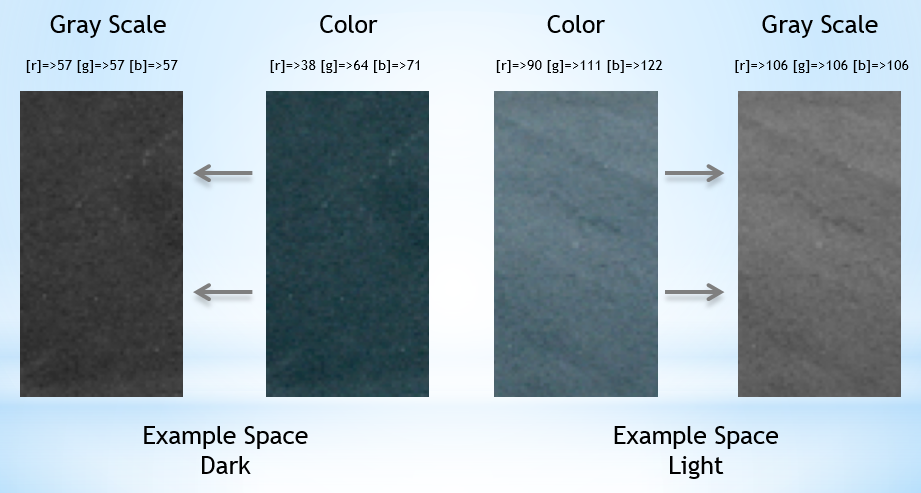 Gray Scale
Color
Color
Gray Scale
[r]=>57 [g]=>57 [b]=>57
[r]=>38 [g]=>64 [b]=>71
[r]=>90 [g]=>111 [b]=>122
[r]=>106 [g]=>106 [b]=>106
Example Space
Dark
Example Space
Light